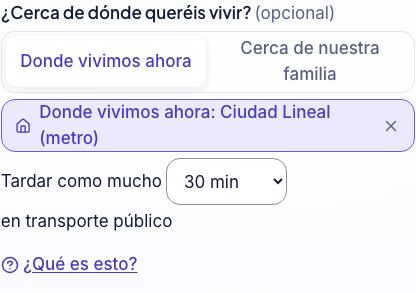 ¿Cerca de dónde queréis vivir? (opcional)
Donde vivimos ahora
Cerca de nuestra
familia
Donde vivimos ahora: Ciudad Lineal
(metro)
Tardar como mucho 30 min
en transporte público
¿Qué es esto?